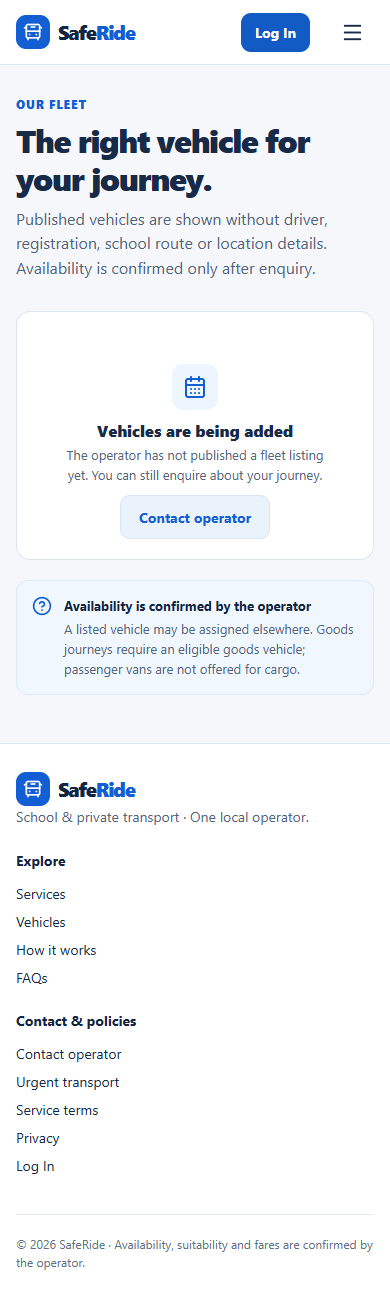 SafeRide
Log In
OUR FLEET
The right vehicle for
your journey.
Published vehicles are shown without driver,
registration, school route or location details.
Availability is confirmed only after enquiry.
Vehicles are being added
The operator has not published a fleet listing
yet. You can still enquire about your journey.
Contact operator
Availability is confirmed by the operator
A listed vehicle may be assigned elsewhere. Goods
journeys require an eligible goods vehicle;
passenger vans are not offered for cargo.
SafeRide
School & private transport · One local operator.
Explore
Services
Vehicles
How it works
FAQs
Contact & policies
Contact operator
Urgent transport
Service terms
Privacy
Log In
© 2026 SafeRide · Availability, suitability and fares are confirmed by
the operator.